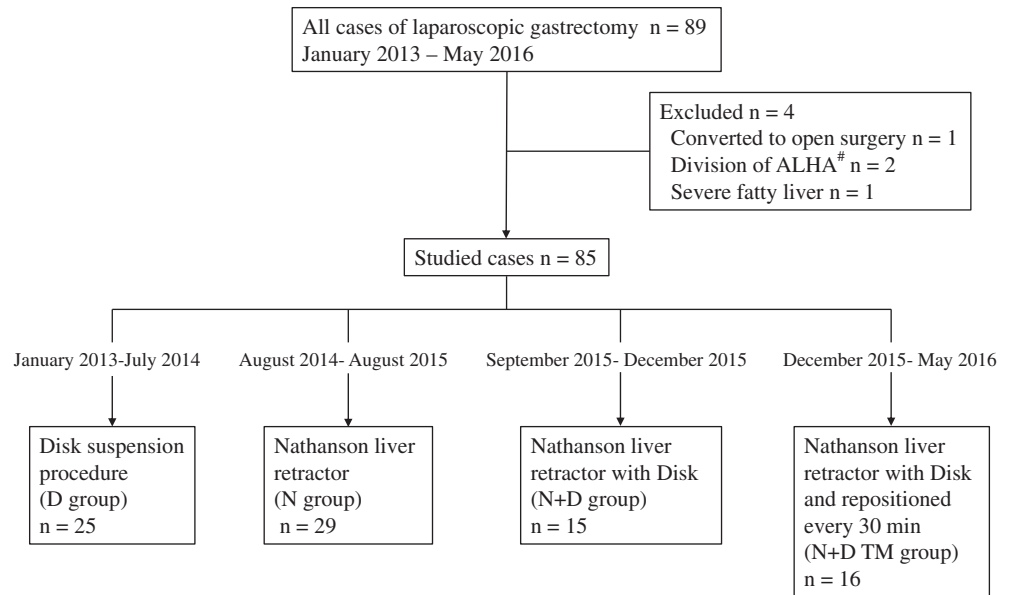 All cases of laparoscopic gastrectomy n = 89
January 2013 – May 2016
Excluded n = 4
Converted to open surgery n = 1
Division of ALHA# n = 2
Severe fatty liver n = 1
Studied cases n = 85
January 2013-July 2014
August 2014- August 2015
September 2015- December 2015
December 2015- May 2016
Disk suspension
procedure
(D group)
n = 25
Nathanson liver
retractor
(N group)
n = 29
Nathanson liver
retractor with Disk
(N+D group)
n = 15
Nathanson liver
retractor with Disk
and repositioned
every 30 min
(N+D TM group)
n = 16